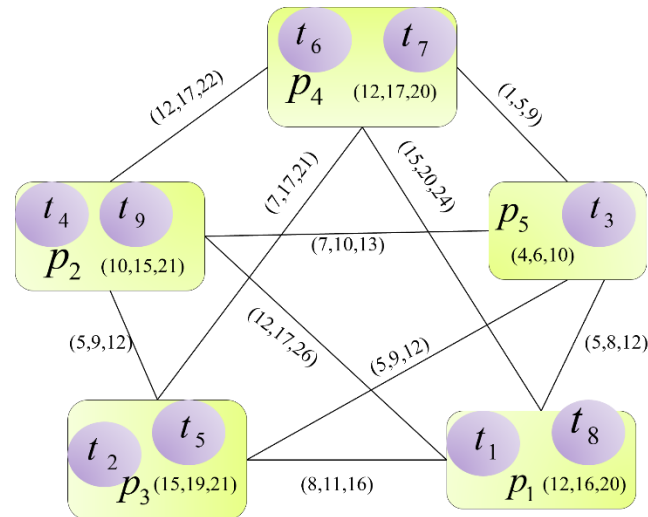 t6 t7
p4 (12,17,20)
(12,17,22)
(1,5,9)
(7,17,21)
(15,20,24)
t4 t9
p2 (10,15,21)
p5 t3
(4,6,10)
(7,10,13)
(5,9,12)
(12,17,26)
(5,9,12)
(5,8,12)
t2 t5
p3 (15,19,21)
(8,11,16)
t1 t8
p1 (12,16,20)